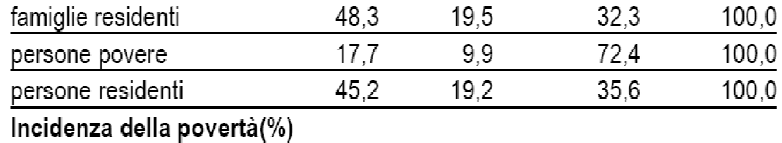 famiglie residenti 48,3 19,5 32,3 100,0
persone povere 17,7 9,9 72,4 100,0
persone residenti 45,2 19,2 35,6 100,0
Incidenza della povertà(%)